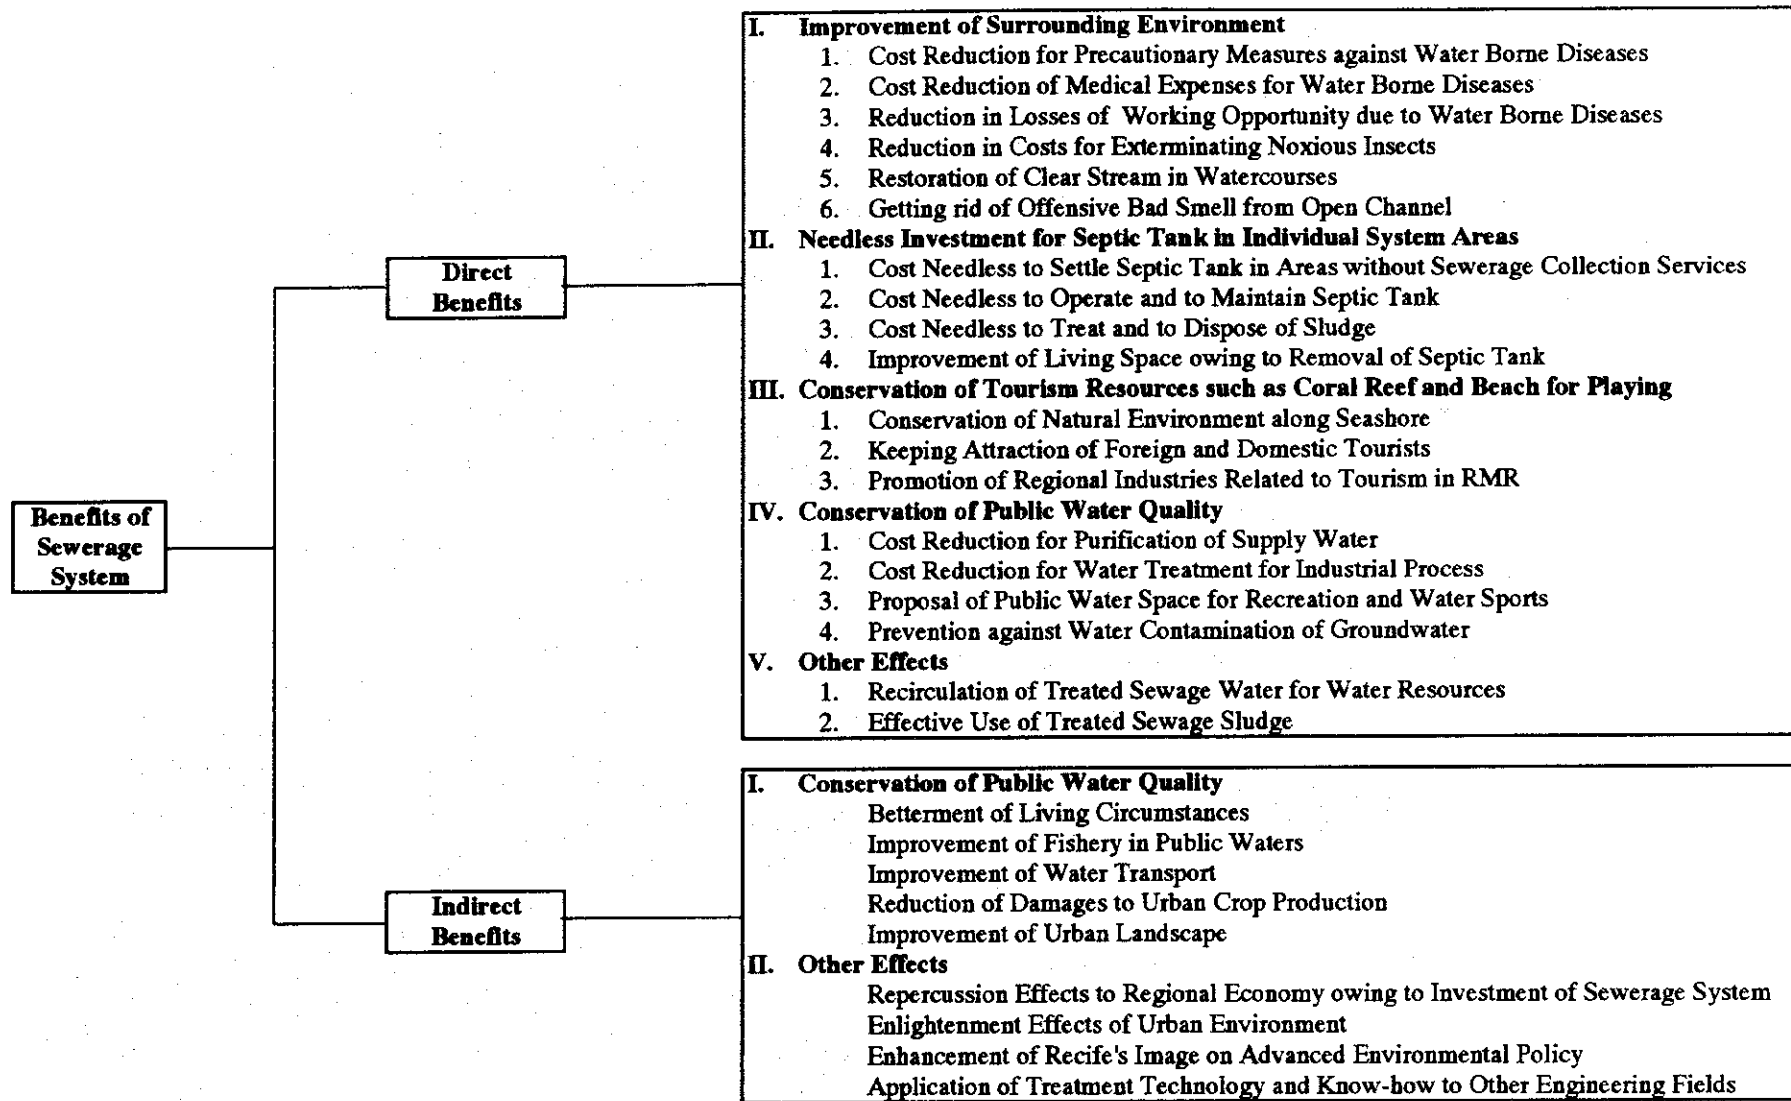 Benefits of
Sewerage
System
Direct
Benefits
I. Improvement of Surrounding Environment
1. Cost Reduction for Precautionary Measures against Water Borne Diseases
2. Cost Reduction of Medical Expenses for Water Borne Diseases
3. Reduction in Losses of Working Opportunity due to Water Borne Diseases
4. Reduction in Costs for Exterminating Noxious Insects
5. Restoration of Clear Stream in Watercourses
6. Getting rid of Offensive Bad Smell from Open Channel
II. Needless Investment for Septic Tank in Individual System Areas
1. Cost Needless to Settle Septic Tank in Areas without Sewerage Collection Services
2. Cost Needless to Operate and to Maintain Septic Tank
3. Cost Needless to Treat and to Dispose of Sludge
4. Improvement of Living Space owing to Removal of Septic Tank
III. Conservation of Tourism Resources such as Coral Reef and Beach for Playing
1. Conservation of Natural Environment along Seashore
2. Keeping Attraction of Foreign and Domestic Tourists
3. Promotion of Regional Industries Related to Tourism in RMR
IV. Conservation of Public Water Quality
1. Cost Reduction for Purification of Supply Water
2. Cost Reduction for Water Treatment for Industrial Process
3. Proposal of Public Water Space for Recreation and Water Sports
4. Prevention against Water Contamination of Groundwater
V. Other Effects
1. Recirculation of Treated Sewage Water for Water Resources
2. Effective Use of Treated Sewage Sludge
Indirect
Benefits
I. Conservation of Public Water Quality
Betterment of Living Circumstances
Improvement of Fishery in Public Waters
Improvement of Water Transport
Reduction of Damages to Urban Crop Production
Improvement of Urban Landscape
II. Other Effects
Repercussion Effects to Regional Economy owing to Investment of Sewerage System
Enlightenment Effects of Urban Environment
Enhancement of Recife's Image on Advanced Environmental Policy
Application of Treatment Technology and Know-how to Other Engineering Fields